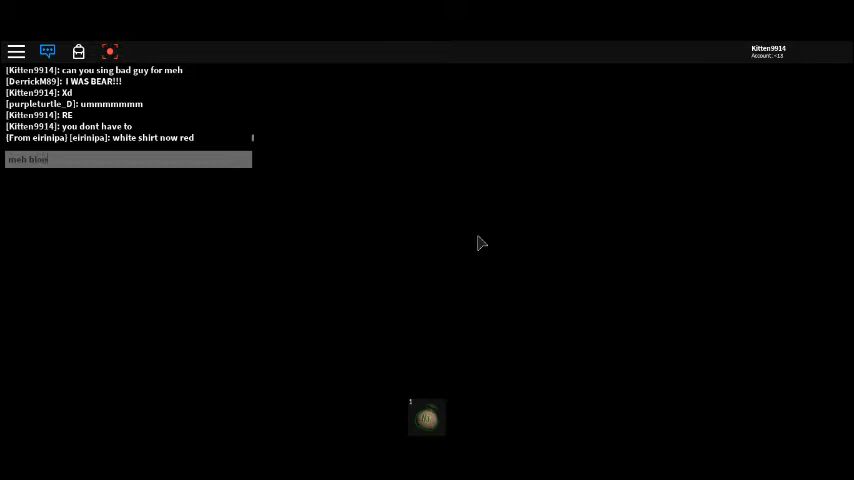 Kitten9914
Account: <13
[Kitten9914]: can you sing bad guy for meh
[DerrickM89]: I WAS BEAR!!!
[Kitten9914]: Xd
[purpleturtle_D]: ummmmmmm
[Kitten9914]: RE
[Kitten9914]: you dont have to
{From eirinipa} [eirinipa]: white shirt now red
meh
1